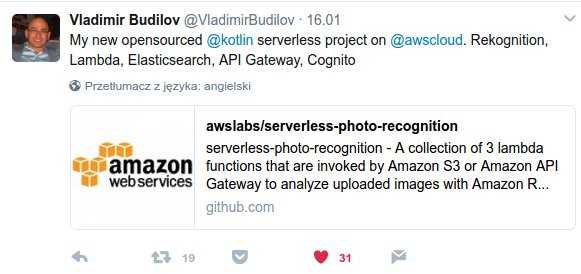 Vladimir Budilov @VladimirBudilov · 16.01
My new opensourced @kotlin serverless project on @awscloud. Rekognition,
Lambda, Elasticsearch, API Gateway, Cognito
Przetłumacz z języka: angielski
amazon
web services
awslabs/serverless-photo-recognition
serverless-photo-recognition - A collection of 3 lambda
functions that are invoked by Amazon S3 or Amazon API
Gateway to analyze uploaded images with Amazon R...
github.com
19
31